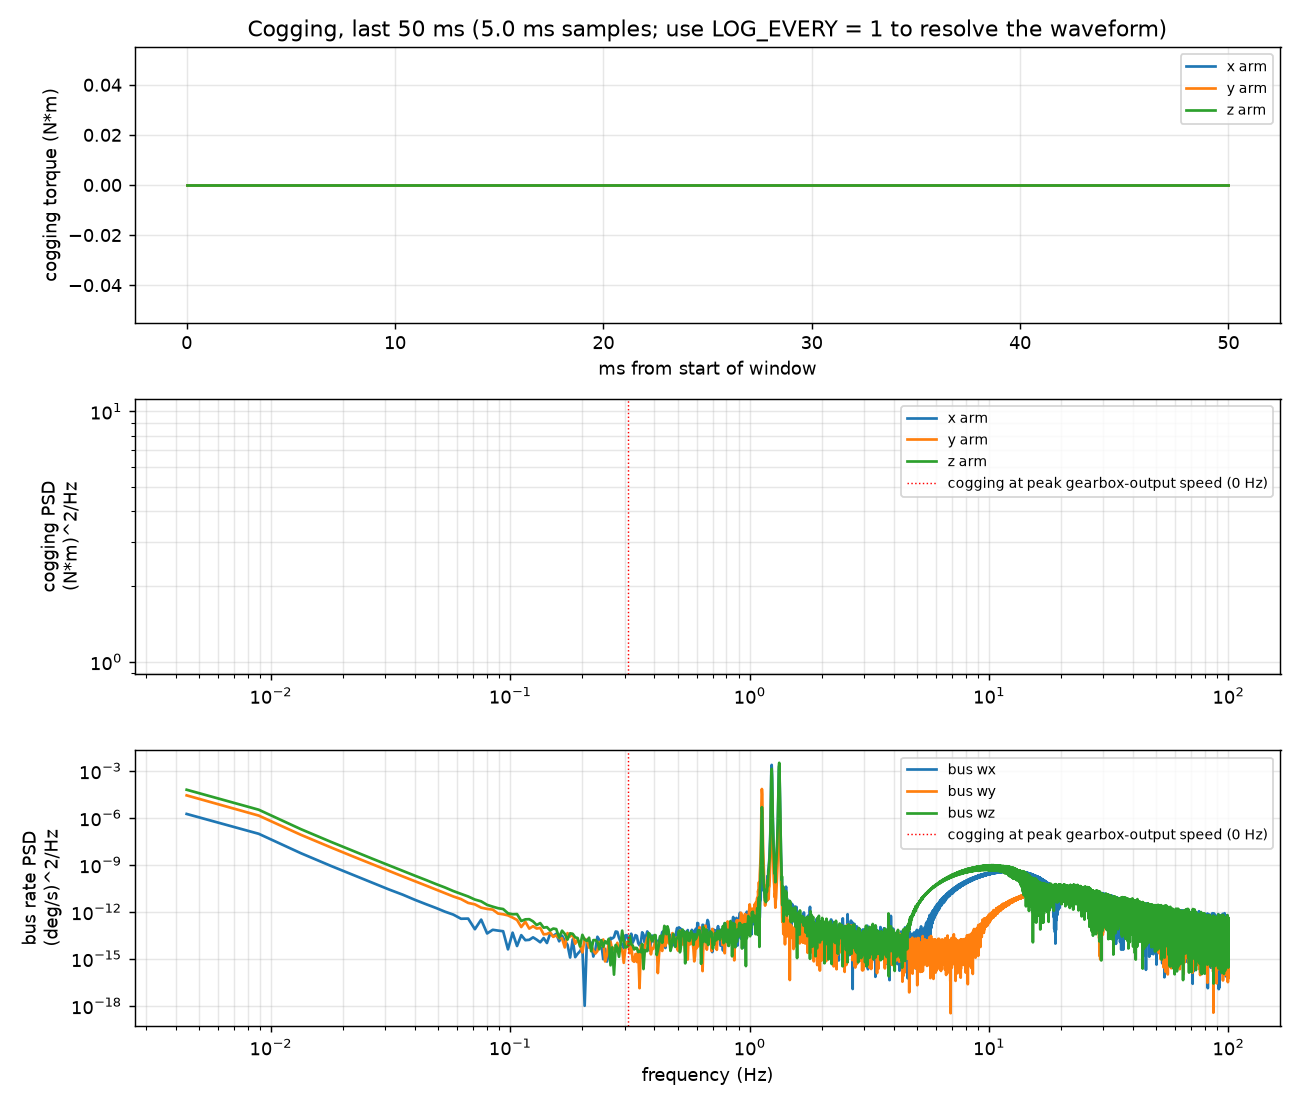 Cogging, last 50 ms (5.0 ms samples; use LOG_EVERY = 1 to resolve the waveform)
cogging torque (N*m)
0.04
0.02
0.00
−0.02
−0.04
x arm
y arm
z arm
0 10 20 30 40 50
ms from start of window
cogging PSD
(N*m)^2/Hz
10^1
10^0
x arm
y arm
z arm
cogging at peak gearbox-output speed (0 Hz)
10^−2 10^−1 10^0 10^1 10^2
bus rate PSD
(deg/s)^2/Hz
10^−3
10^−6
10^−9
10^−12
10^−15
10^−18
bus wx
bus wy
bus wz
cogging at peak gearbox-output speed (0 Hz)
10^−2 10^−1 10^0 10^1 10^2
frequency (Hz)